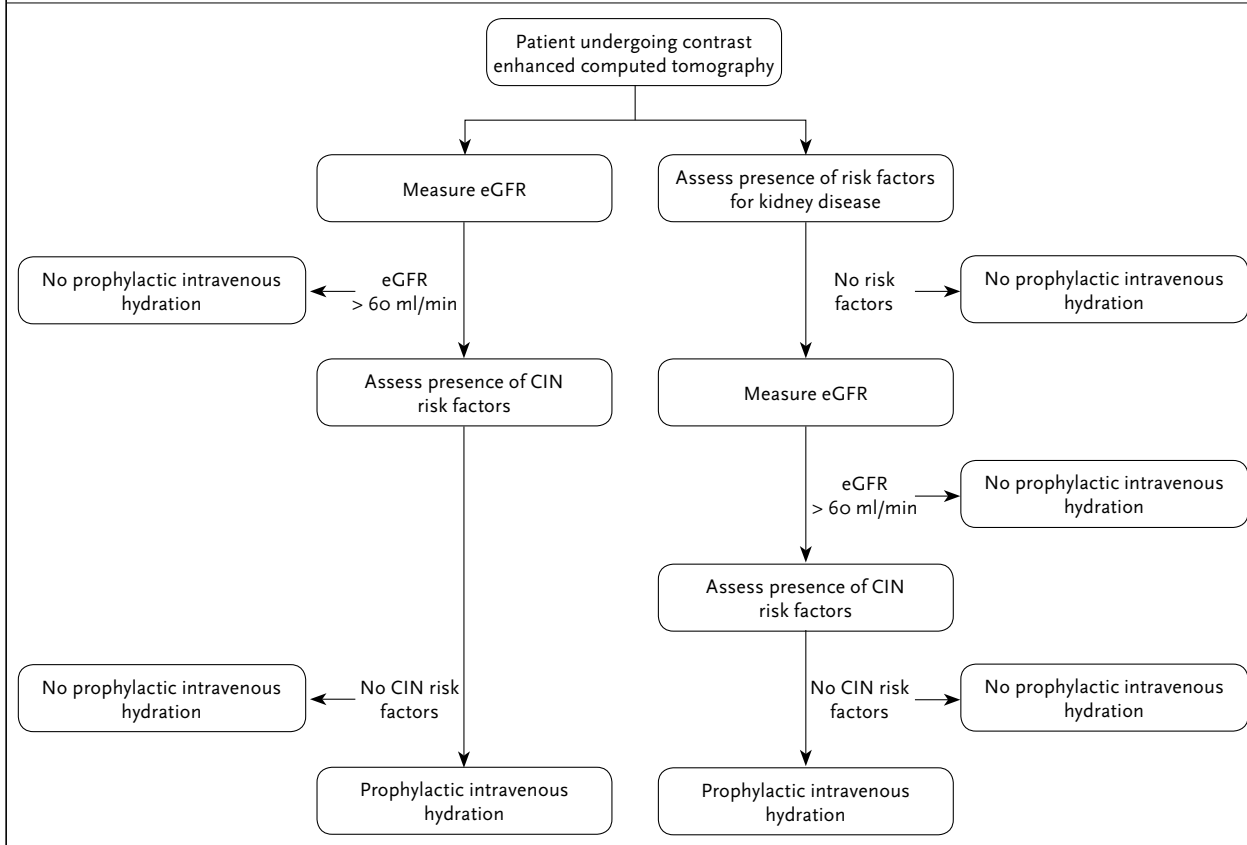 Patient undergoing contrast
enhanced computed tomography
Measure eGFR
Assess presence of risk factors
for kidney disease
No prophylactic intravenous
hydration
eGFR
> 60 ml/min
No risk
factors
No prophylactic intravenous
hydration
Assess presence of CIN
risk factors
Measure eGFR
eGFR
> 60 ml/min
No prophylactic intravenous
hydration
Assess presence of CIN
risk factors
No prophylactic intravenous
hydration
No CIN risk
factors
No CIN risk
factors
No prophylactic intravenous
hydration
Prophylactic intravenous
hydration
Prophylactic intravenous
hydration